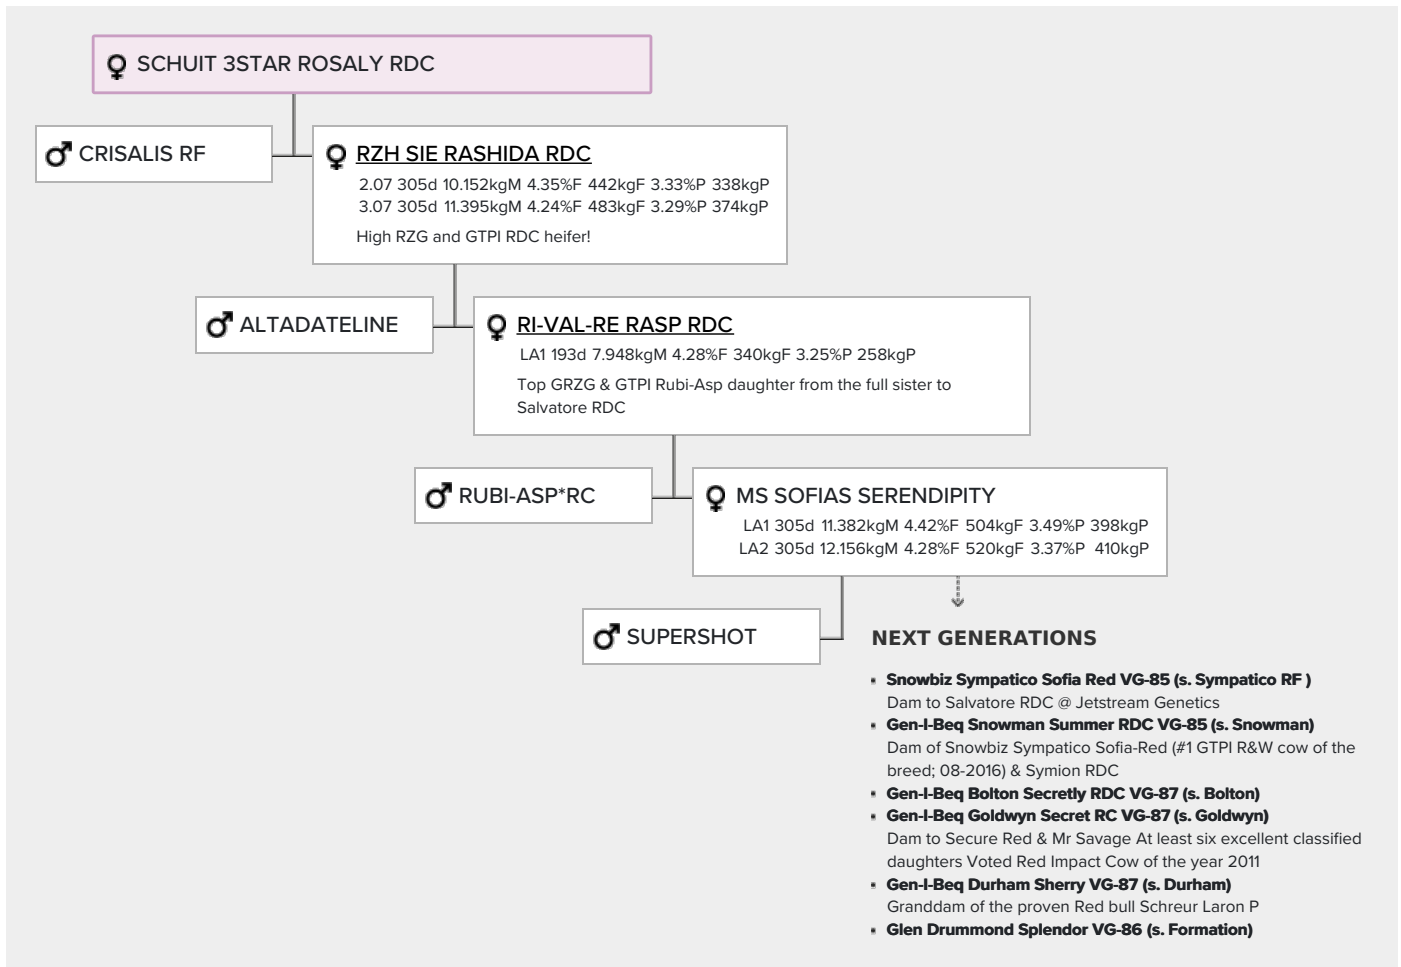 SCHUIT 3STAR ROSALY RDC
CRISALIS RF
RZH SIE RASHIDA RDC
2.07 305d 10.152kgM 4.35%F 442kgF 3.33%P 338kgP
3.07 305d 11.395kgM 4.24%F 483kgF 3.29%P 374kgP
High RZG and GTPI RDC heifer!
ALTADATELINE
RI-VAL-RE RASP RDC
LA1 193d 7.948kgM 4.28%F 340kgF 3.25%P 258kgP
Top GRZG & GTPI Rubi-Asp daughter from the full sister to
Salvatore RDC
RUBI-ASP*RC
MS SOFIAS SERENDIPITY
LA1 305d 11.382kgM 4.42%F 504kgF 3.49%P 398kgP
LA2 305d 12.156kgM 4.28%F 520kgF 3.37%P 410kgP
SUPERSHOT
NEXT GENERATIONS
Snowbiz Sympatico Sofia Red VG-85 (s. Sympatico RF )
Dam to Salvatore RDC @ Jetstream Genetics
Gen-I-Beq Snowman Summer RDC VG-85 (s. Snowman)
Dam of Snowbiz Sympatico Sofia-Red (#1 GTPI R&W cow of the
breed; 08-2016) & Symion RDC
Gen-I-Beq Bolton Secretly RDC VG-87 (s. Bolton)
Gen-I-Beq Goldwyn Secret RC VG-87 (s. Goldwyn)
Dam to Secure Red & Mr Savage At least six excellent classified
daughters Voted Red Impact Cow of the year 2011
Gen-I-Beq Durham Sherry VG-87 (s. Durham)
Granddam of the proven Red bull Schreur Laron P
Glen Drummond Splendor VG-86 (s. Formation)